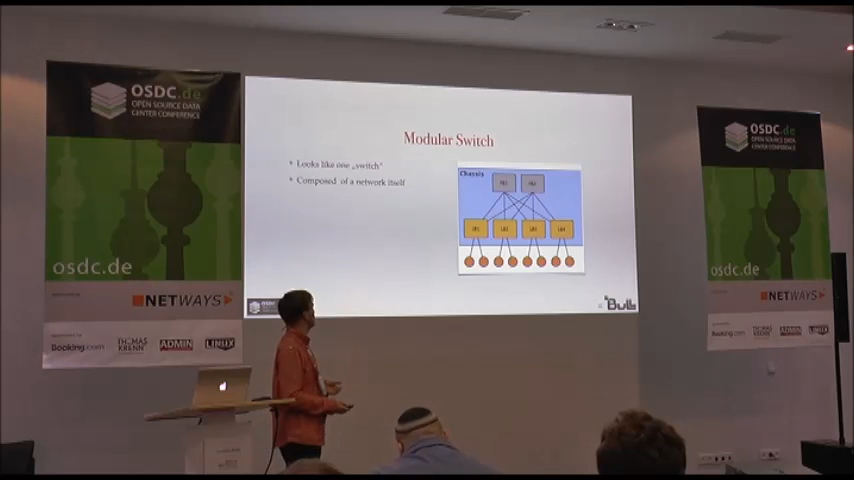 OSDC.de
OPEN SOURCE DATA
CENTER CONFERENCE
osdc.de
NETWAYS
Booking.com
THOMAS
KRENN
ADMIN
LINUX
Modular Switch
Looks like one „switch“
Composed of a network itself
Chassis
Bull
OSDC.de
OPEN SOURCE DATA
CENTER CONFERENCE
osdc.de
NETWAYS
Booking.com
THOMAS
KRENN
ADMIN
LINUX